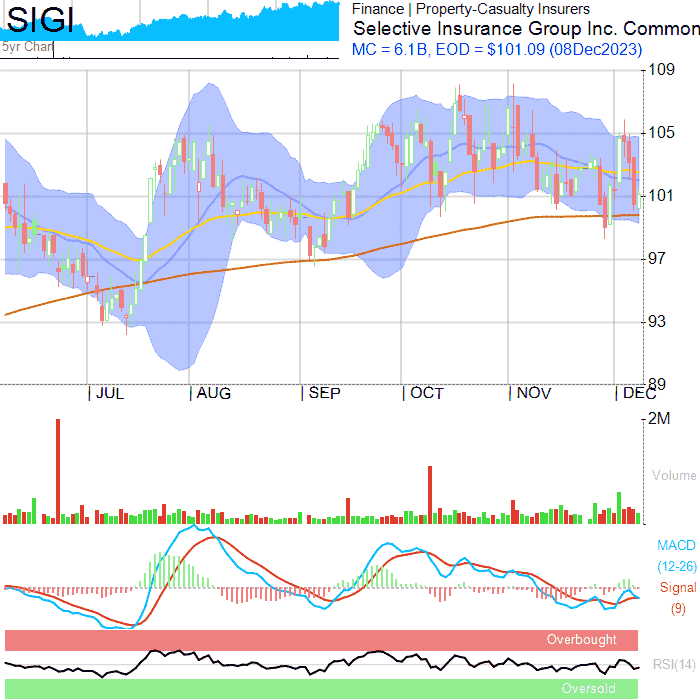 SIGI
5yr Chart
Finance | Property-Casualty Insurers
Selective Insurance Group Inc. Common
MC = 6.1B, EOD = $101.09 (08Dec2023)
109
105
101
97
93
89
JUL AUG SEP OCT NOV DEC
2M
Volume
MACD
(12-26)
Signal
(9)
Overbought
RSI(14)
Oversold